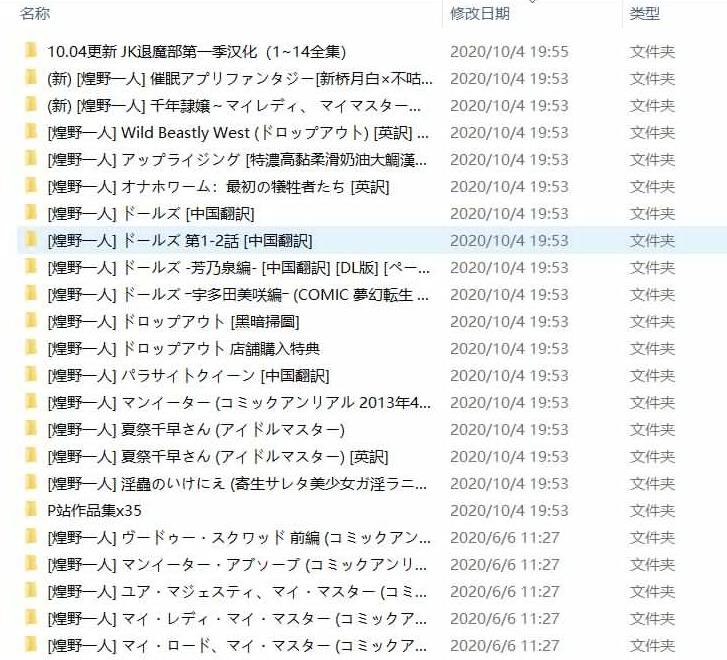 名称 修改日期 类型
10.04更新 JK退魔部第一季汉化（1~14全集） 2020/10/4 19:55 文件夹
(新) [煌野一人] 催眠アプリファンタジー[新桥月白×不咕... 2020/10/4 19:53 文件夹
(新) [煌野一人] 千年隷嬢～マイレディ、 マイマスター... 2020/10/4 19:53 文件夹
[煌野一人] Wild Beastly West (ドロップアウト) [英訳] ... 2020/10/4 19:53 文件夹
[煌野一人] アップライジング [特濃高黏柔滑奶油大鯛漢... 2020/10/4 19:53 文件夹
[煌野一人] オナホワーム：最初の犠牲者たち [英訳] 2020/10/4 19:53 文件夹
[煌野一人] ドールズ [中国翻訳] 2020/10/4 19:53 文件夹
[煌野一人] ドールズ 第1-2話 [中国翻訳] 2020/10/4 19:53 文件夹
[煌野一人] ドールズ -芳乃泉編- [中国翻訳] [DL版] [ペー... 2020/10/4 19:53 文件夹
[煌野一人] ドールズ -宇多田美咲編- (COMIC 夢幻転生 ... 2020/10/4 19:53 文件夹
[煌野一人] ドロップアウト [黑暗掃圕] 2020/10/4 19:53 文件夹
[煌野一人] ドロップアウト 店舗購入特典 2020/10/4 19:53 文件夹
[煌野一人] パラサイトクイーン [中国翻訳] 2020/10/4 19:53 文件夹
[煌野一人] マンイーター (コミックアンリアル 2013年4... 2020/10/4 19:53 文件夹
[煌野一人] 夏祭千早さん (アイドルマスター) 2020/10/4 19:53 文件夹
[煌野一人] 夏祭千早さん (アイドルマスター) [英訳] 2020/10/4 19:53 文件夹
[煌野一人] 淫蟲のいけにえ (寄生サレタ美少女ガ淫ラニ... 2020/10/4 19:53 文件夹
P站作品集x35 2020/10/4 19:53 文件夹
[煌野一人] ヴードゥー・スクワッド 前編 (コミックアン... 2020/6/6 11:27 文件夹
[煌野一人] マンイーター・アブソーブ (コミックアンリ... 2020/6/6 11:27 文件夹
[煌野一人] ユア・マジェスティ、マイ・マスター (コミ... 2020/6/6 11:27 文件夹
[煌野一人] マイ・レディ・マイ・マスター (コミックア... 2020/6/6 11:27 文件夹
[煌野一人] マイ・ロード、マイ・マスター (コミックア... 2020/6/6 11:27 文件夹